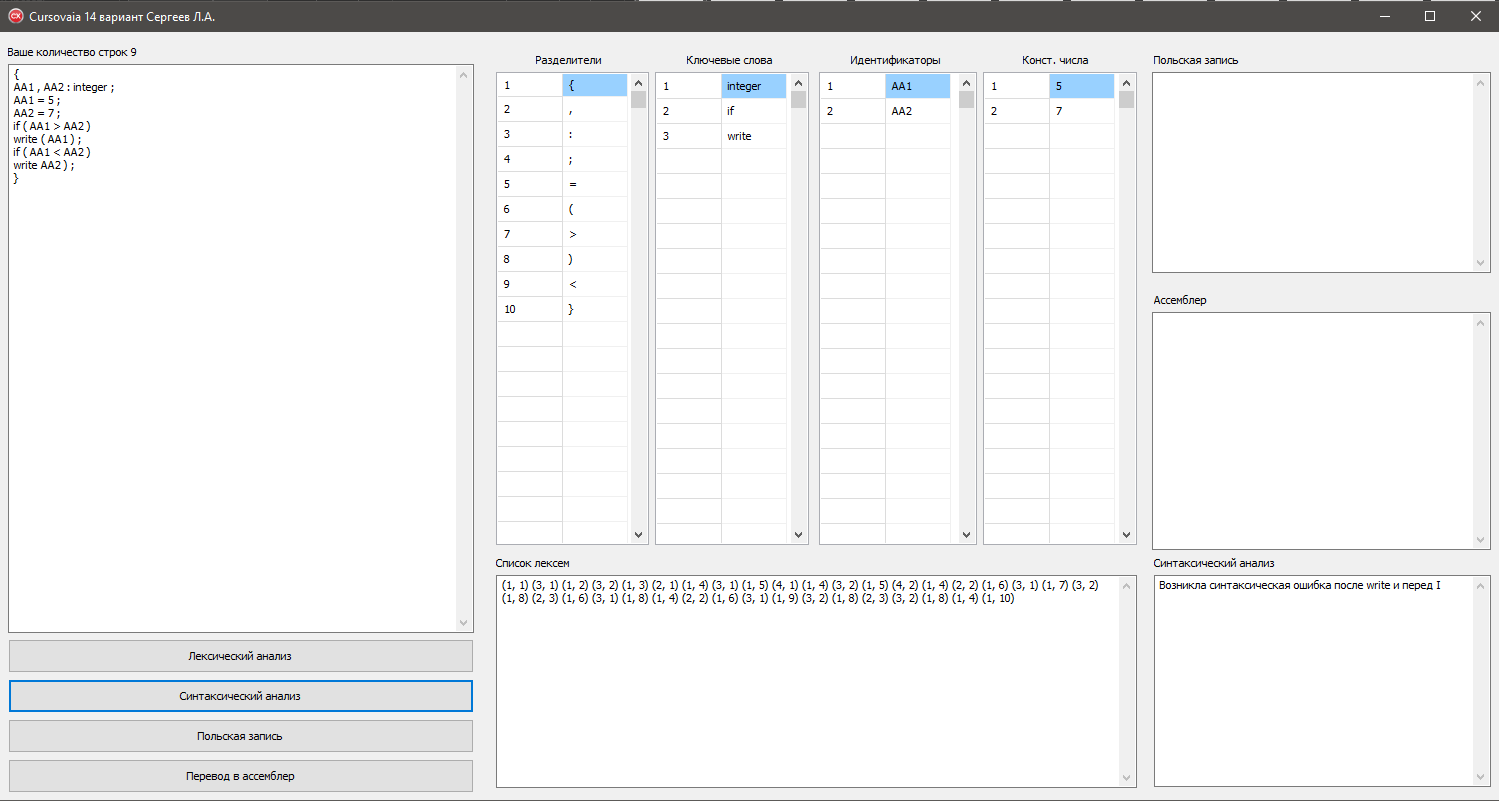 Cursovaia 14 вариант Сергеев Л.А.
Ваше количество строк 9
{
AA1 , AA2 : integer ;
AA1 = 5 ;
AA2 = 7 ;
if ( AA1 > AA2 )
write ( AA1 ) ;
if ( AA1 < AA2 )
write AA2 ) ;
}
Лексический анализ
Синтаксический анализ
Польская запись
Перевод в ассемблер
Разделители
1 {
2 ,
3 :
4 ;
5 =
6 (
7 >
8 )
9 <
10 }
Ключевые слова
1 integer
2 if
3 write
Идентификаторы
1 AA1
2 AA2
Конст. числа
1 5
2 7
Список лексем
(1, 1) (3, 1) (1, 2) (3, 2) (1, 3) (2, 1) (1, 4) (3, 1) (1, 5) (4, 1) (1, 4) (3, 2) (1, 5) (4, 2) (1, 4) (2, 2) (1, 6) (3, 1) (1, 7) (3, 2)
(1, 8) (2, 3) (1, 6) (3, 1) (1, 8) (1, 4) (2, 2) (1, 6) (3, 1) (1, 9) (3, 2) (1, 8) (2, 3) (3, 2) (1, 8) (1, 4) (1, 10)
Польская запись
Ассемблер
Синтаксический анализ
Возникла синтаксическая ошибка после write и перед I